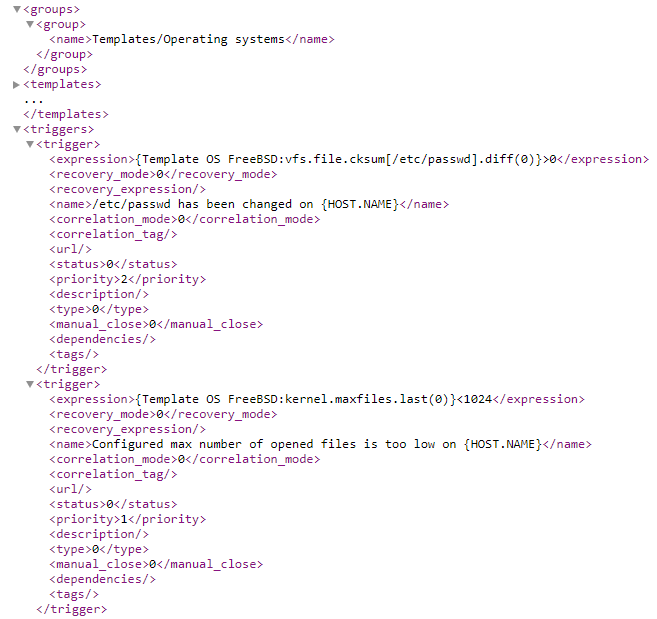 <groups>
<group>
<name>Templates/Operating systems</name>
</group>
</groups>
<templates>
...
</templates>
<triggers>
<trigger>
<expression>{Template OS FreeBSD:vfs.file.cksum[/etc/passwd].diff(0)}>0</expression>
<recovery_mode>0</recovery_mode>
<recovery_expression/>
<name>/etc/passwd has been changed on {HOST.NAME}</name>
<correlation_mode>0</correlation_mode>
<correlation_tag/>
<url/>
<status>0</status>
<priority>2</priority>
<description/>
<type>0</type>
<manual_close>0</manual_close>
<dependencies/>
<tags/>
</trigger>
<trigger>
<expression>{Template OS FreeBSD:kernel.maxfiles.last(0)}<1024</expression>
<recovery_mode>0</recovery_mode>
<recovery_expression/>
<name>Configured max number of opened files is too low on {HOST.NAME}</name>
<correlation_mode>0</correlation_mode>
<correlation_tag/>
<url/>
<status>0</status>
<priority>1</priority>
<description/>
<type>0</type>
<manual_close>0</manual_close>
<dependencies/>
<tags/>
</trigger>